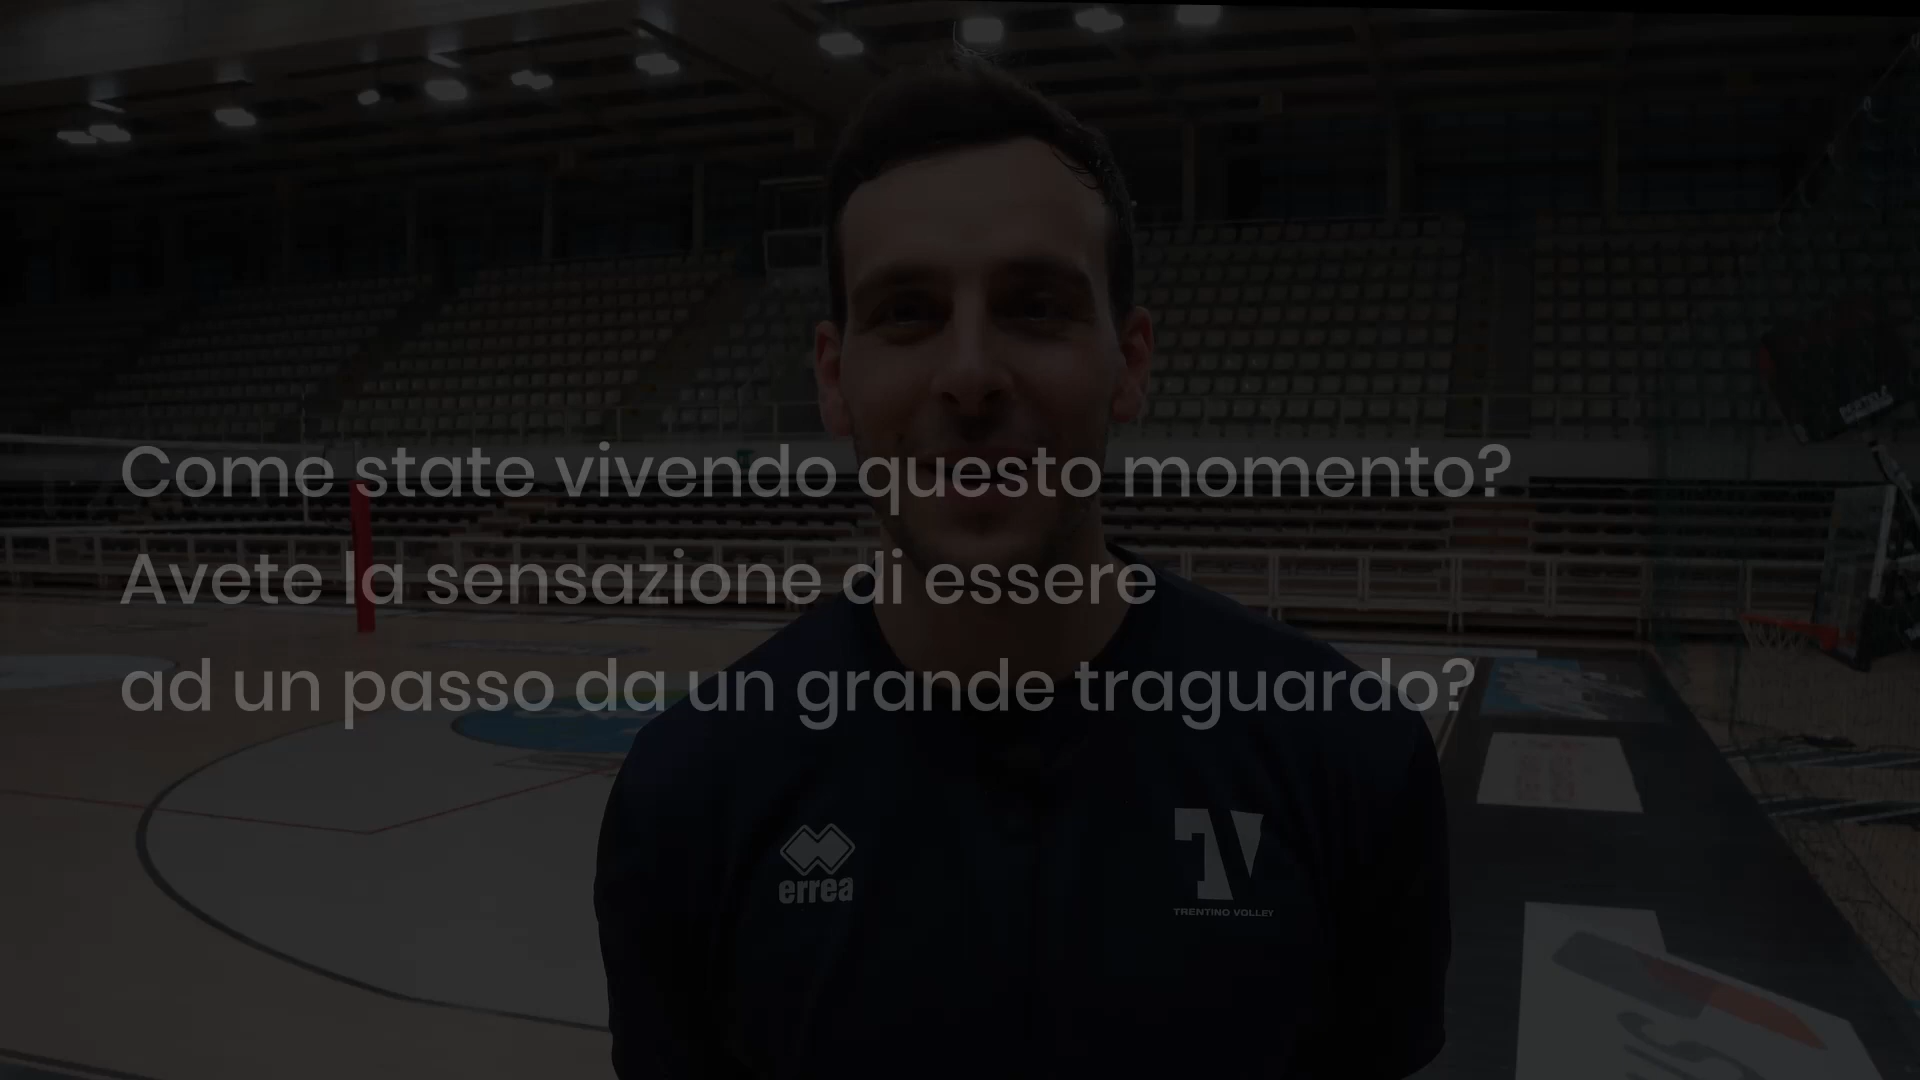 Come state vivendo questo momento?
Avete la sensazione di essere
ad un passo da un grande traguardo?
errea
TV
TRENTINO VOLLEY